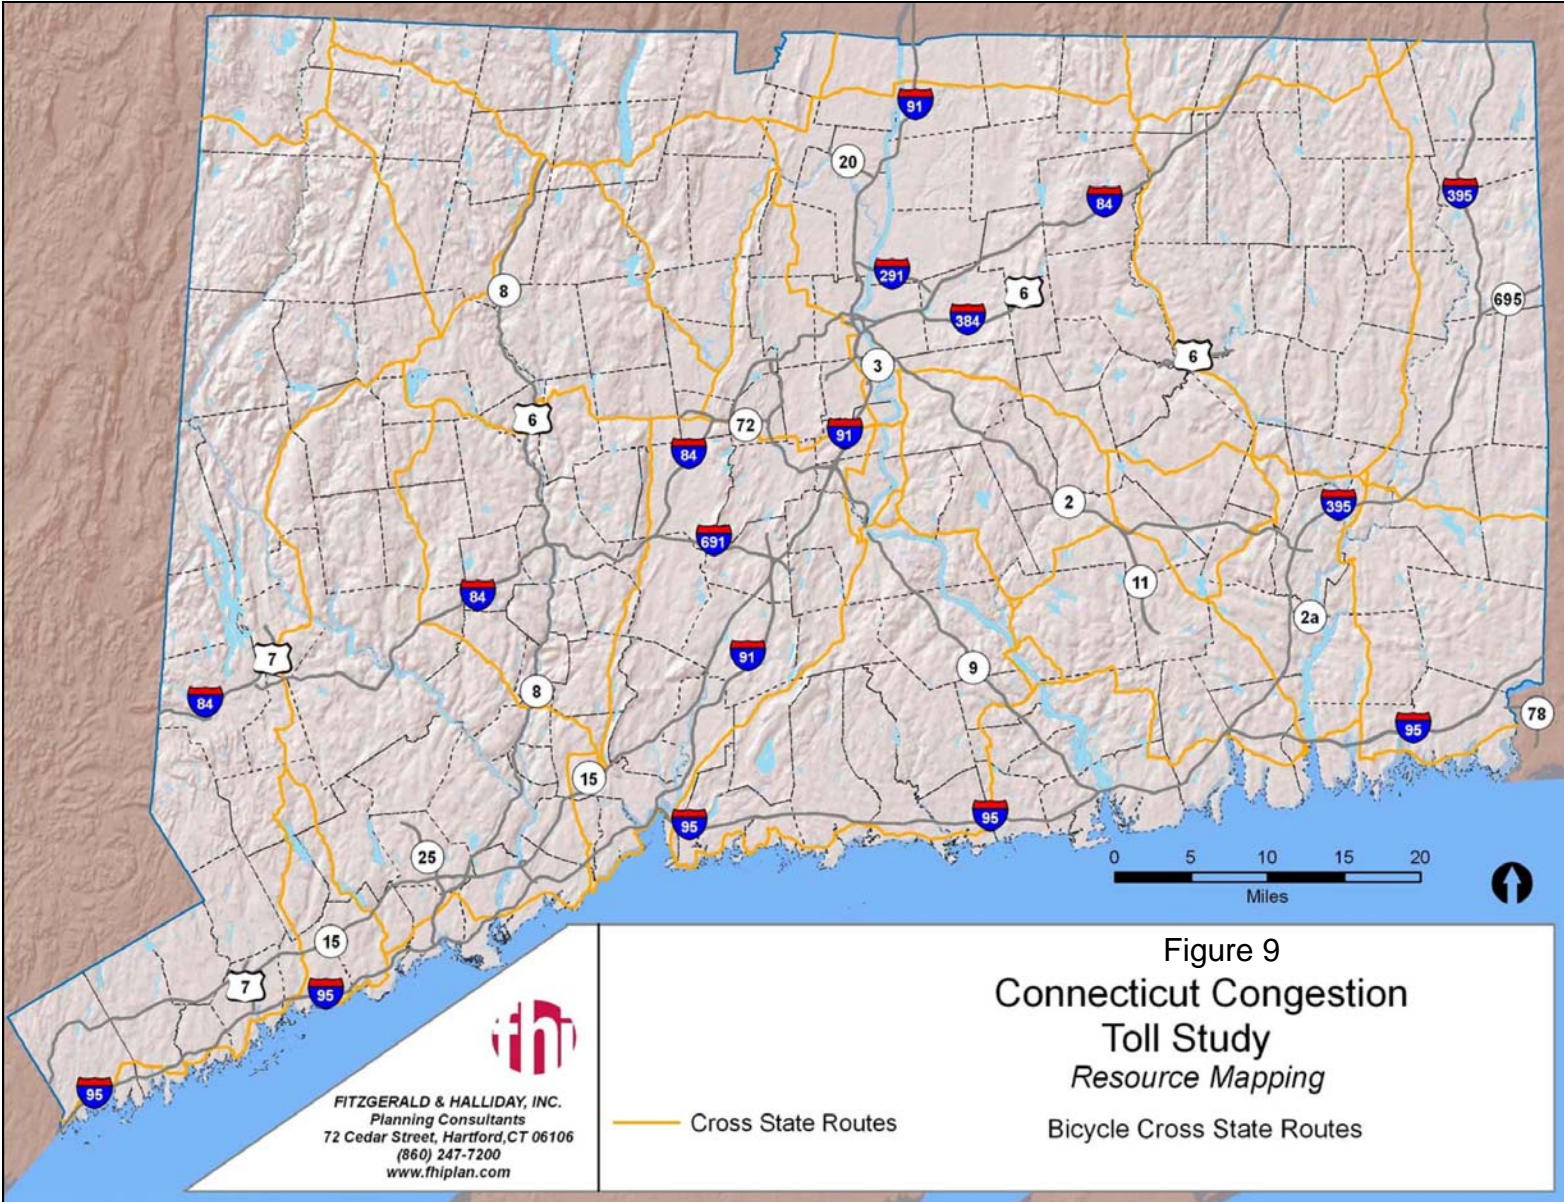 91
20
84
395
8
291
6
384
695
3
6
6
72
91
84
2
395
691
11
84
2a
7
91
9
8
84
78
95
15
95
95
25
0 5 10 15 20
Miles
15
7
95
95
Figure 9
Connecticut Congestion
Toll Study
Resource Mapping
Bicycle Cross State Routes
Cross State Routes
fhi
FITZGERALD & HALLIDAY, INC.
Planning Consultants
72 Cedar Street, Hartford,CT 06106
(860) 247-7200
www.fhiplan.com